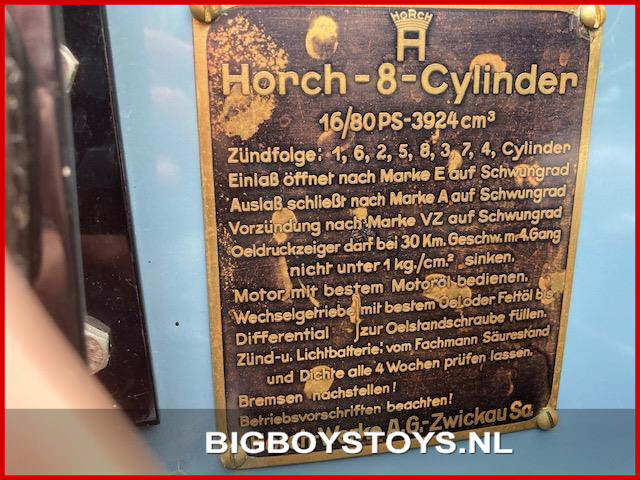 HORCH
Horch-8-Cylinder
16/80 PS-3924 cm³
Zündfolge: 1, 6, 2, 5, 8, 3, 7, 4, Cylinder
Einlaß öffnet nach Marke E auf Schwungrad
Auslaß schließt nach Marke A auf Schwungrad
Vorzündung nach Marke VZ auf Schwungrad
Oeldruckzeiger darf bei 30 Km. Geschw. m. 4. Gang
nicht unter 1 kg./cm² sinken.
Motor mit bestem Motoröl bedienen.
Wechselgetriebe mit bestem Oel oder Fettöl bis
Differential zur Oelstandschraube füllen.
Zünd-u. Lichtbatterie: vom Fachmann Säurestand
und Dichte alle 4 Wochen prüfen lassen.
Bremsen nachstellen!
Betriebsvorschriften beachten!
Werke A.G.-Zwickau Sa.
BIGBOYSTOYS.NL